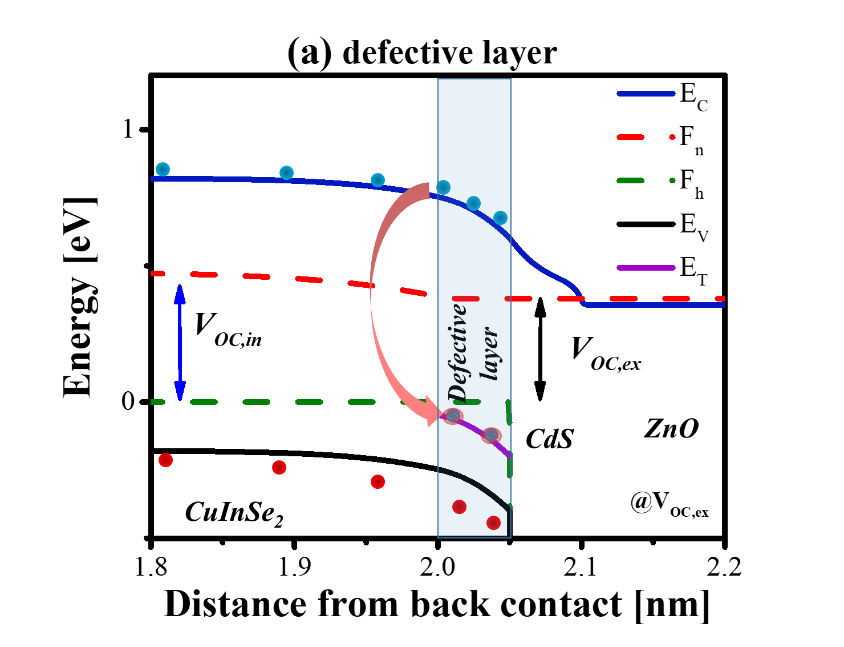 (a) defective layer
E_C
F_n
F_h
E_V
E_T
1
0
Energy [eV]
V_OC,in
Defective
layer
V_OC,ex
CdS
ZnO
CuInSe_2
@V_OC,ex
1.8 1.9 2.0 2.1 2.2
Distance from back contact [nm]